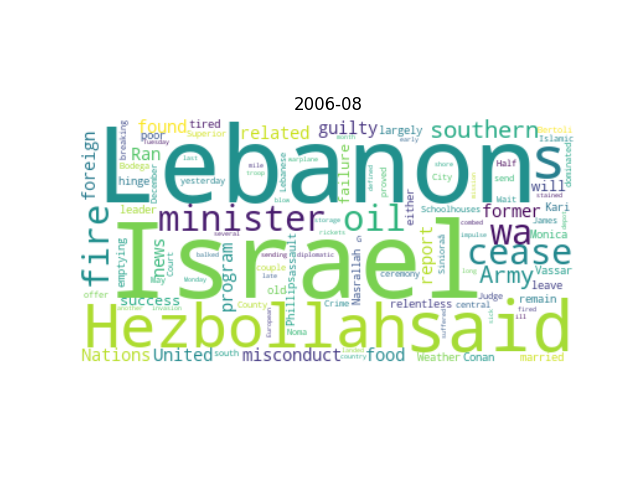 2006-08
breaking
found
tired
Superior
related
guilty
largely
early
southern
Bertoli
poor
Tuesday
Lebanon
s
foreign
Ran
Bodega
last
mile
troop
Lebanese
warplane
month
failure
defined
proved
shore
City
Half
send
Islamic
dominated
Monica
hinge
yesterday
December
blow
either
Schoolhouses
Wait
will
stained
leader
minister
oil
former
Kari
James
fire
several
storage
rickets
combed
impulse
wa
depot
emptying
news
Court
balked
Monday
Israel
sending
diplomatic
ceremony
report
Siniora
cease
program
couple
late
Phillips
assault
Nasrallah
long
Army
Vassar
offer
May
old
relentless
Judge
leave
success
another
invasion
County
Crime
central
remain
Hezbollah
said
European
Noma
suffered
sick
fired
ill
Nations
United
south
misconduct
London
country
food
Weather
Conan
married